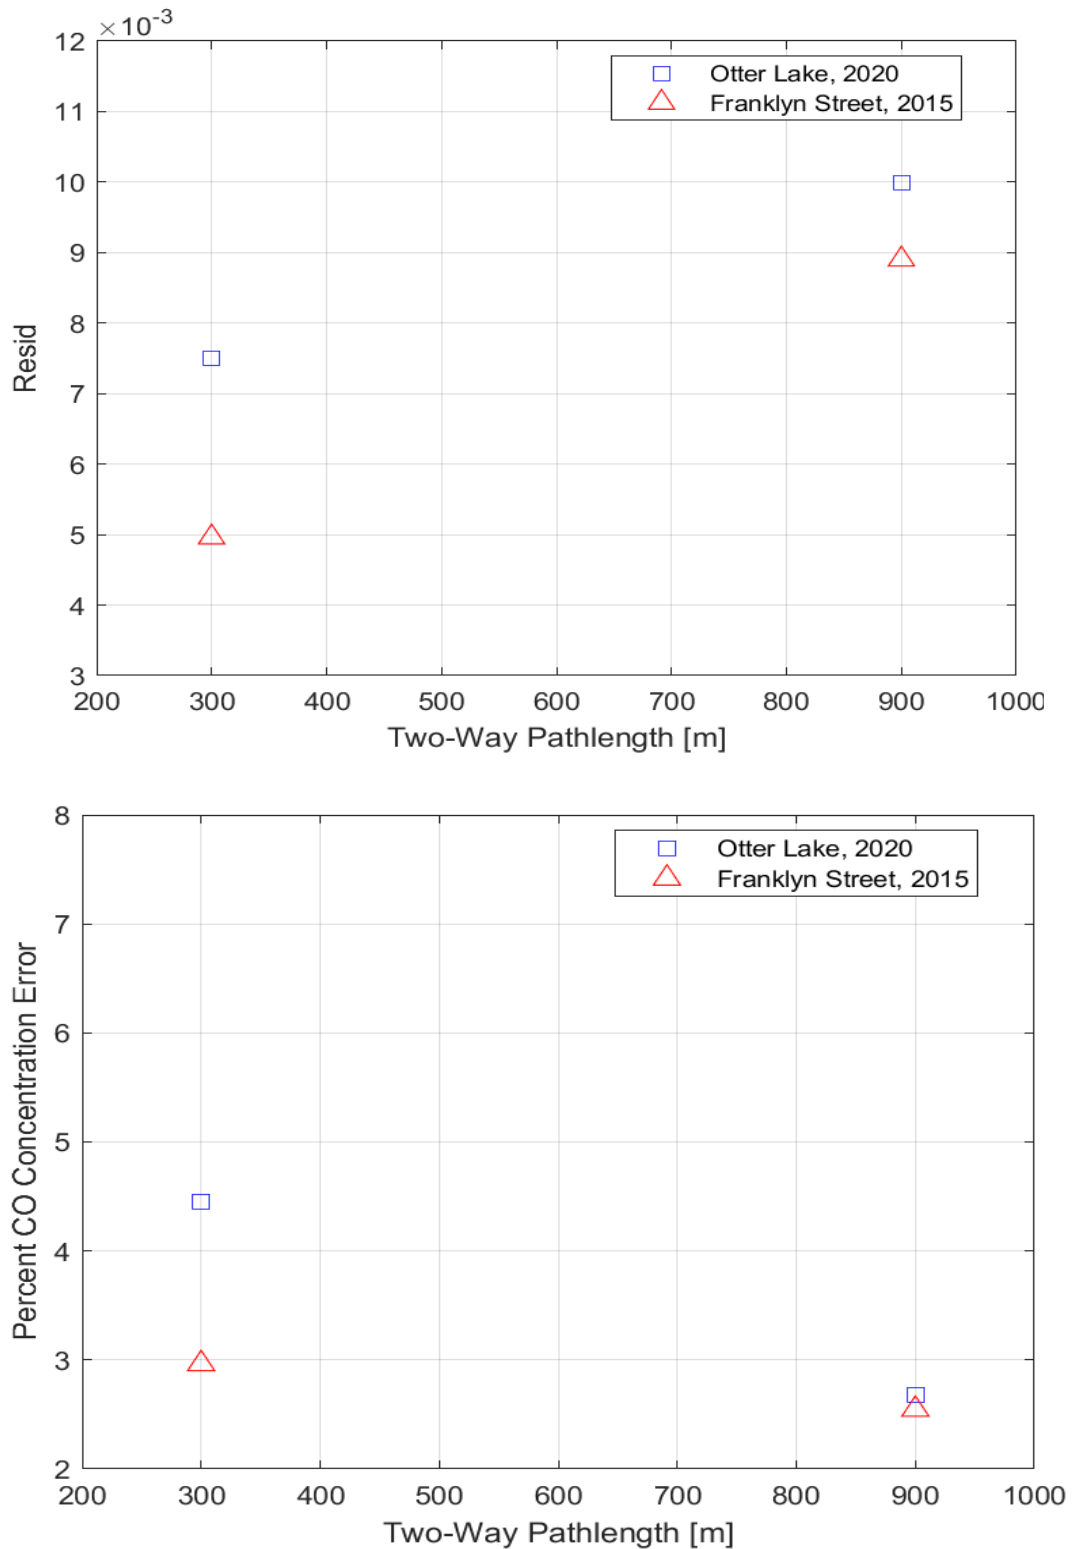 ×10-3
12
11
10
9
8
7
6
5
4
3
Resid
Otter Lake, 2020
Franklyn Street, 2015
200 300 400 500 600 700 800 900 1000
Two-Way Pathlength [m]
8
7
6
5
4
3
2
Percent CO Concentration Error
Otter Lake, 2020
Franklyn Street, 2015
200 300 400 500 600 700 800 900 1000
Two-Way Pathlength [m]